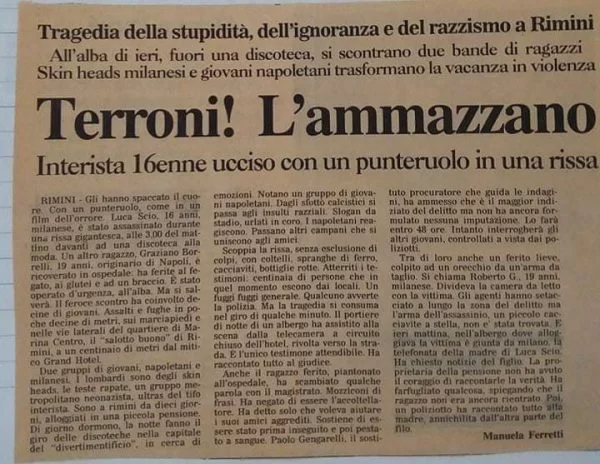 Tragedia della stupidità, dell'ignoranza e del razzismo a Rimini
All'alba di ieri, fuori una discoteca, si scontrano due bande di ragazzi
Skin heads milanesi e giovani napoletani trasformano la vacanza in violenza
Terroni! L'ammazzano
Interista 16enne ucciso con un punteruolo in una rissa
RIMINI - Gli hanno spaccato il cuo-
re. Con un punteruolo, come in un
film dell'orrore. Luca Scio, 16 anni,
milanese, è stato assassinato durante
una rissa gigantesca, alle 3,00 del mat-
tino davanti ad una discoteca alla
moda. Un altro ragazzo, Graziano Bor-
relli, 19 anni, originario di Napoli, è
ricoverato in ospedale: ha ferite al fega-
to, ai glutei e ad un braccio. È stato
operato d'urgenza, all'alba. Ma si sal-
verà. Il feroce scontro ha coinvolto
decine di giovani. Assalti e fughe in po-
che decine di metri, sui marciapiedi e
nelle vie laterali del quartiere di Ma-
rina Centro, il "salotto buono" di Ri-
mini, a un centinaio di metri dal miti-
co Grand Hotel.
Due gruppi di giovani, napoletani e
milanesi. I lombardi sono degli skin
heads, le teste rapate, un gruppo me-
tropolitano neonazista, ultras del tifo
interista. Sono a Rimini da dieci gior-
ni, alloggiati in una piccola pensione.
Di giorno dormono, la notte fanno il
giro delle discoteche nella capitale
del "divertimentificio", in cerca di
emozioni. Notano un gruppo di giova-
ni napoletani. Dagli sfottò calcistici si
passa agli insulti razziali. Slogan da
stadio, urlati in coro. I napoletani rea-
giscono. Passano altri campani che si
uniscono agli amici.
Scoppia la rissa, senza esclusione di
colpi, con coltelli, spranghe di ferro,
cacciaviti, bottiglie rotte. Atterriti i te-
stimoni: centinaia di persone che in
quel momento escono dai locali. Un
fuggi fuggi generale. Qualcuno avverte
la polizia. Ma la tragedia si consuma
nel giro di qualche minuto. Il portiere
di notte di un albergo ha assistito alla
scena dalla telecamera a circuito
chiuso dell'hotel, rivolta verso la stra-
da. È l'unico testimone attendibile. Ha
raccontato tutto al giudice.
Anche il ragazzo ferito, piantonato
all'ospedale, ha scambiato qualche
parola con il magistrato. Mozziconi di
frasi. Ha negato di essere l'accoltella-
tore. Ha detto solo che voleva aiutare
i suoi amici aggrediti. Sostiene di es-
sere stato prima inseguito e poi pe-
stato a sangue. Paolo Gengarelli, il sosti-
tuto procuratore che guida le indagi-
ni, ha ammesso che è il maggior indi-
ziato del delitto ma non ha ancora for-
mulato nessuna imputazione. Lo farà
entro 48 ore. Intanto interrogherà gli
altri giovani, controllati a vista dai po-
liziotti.
Tra di loro anche un ferito lieve,
colpito ad un orecchio da un'arma da
taglio. Si chiama Roberto G., 19 anni,
milanese. Divideva la camera da letto
con la vittima. Gli agenti hanno setac-
ciato a lungo la zona del delitto ma
l'arma dell'assassinio, un piccolo cac-
ciavite a stella, non e' stata trovata. E
ieri mattina, nell'albergo dove allog-
giava la vittima è giunta da milano, la
telefonata della madre di Luca Scio.
Ha chiesto notizie del figlio. La pro-
prietaria della pensione non ha avuto
il coraggio di raccontarle la verità. Ha
farfugliato qualcosa, spiegando che il
ragazzo non era ancora rientrato. Poi,
un poliziotto ha raccontato tutto alla
madre, annichilita dall'altra parte del
filo.
Manuela Ferretti